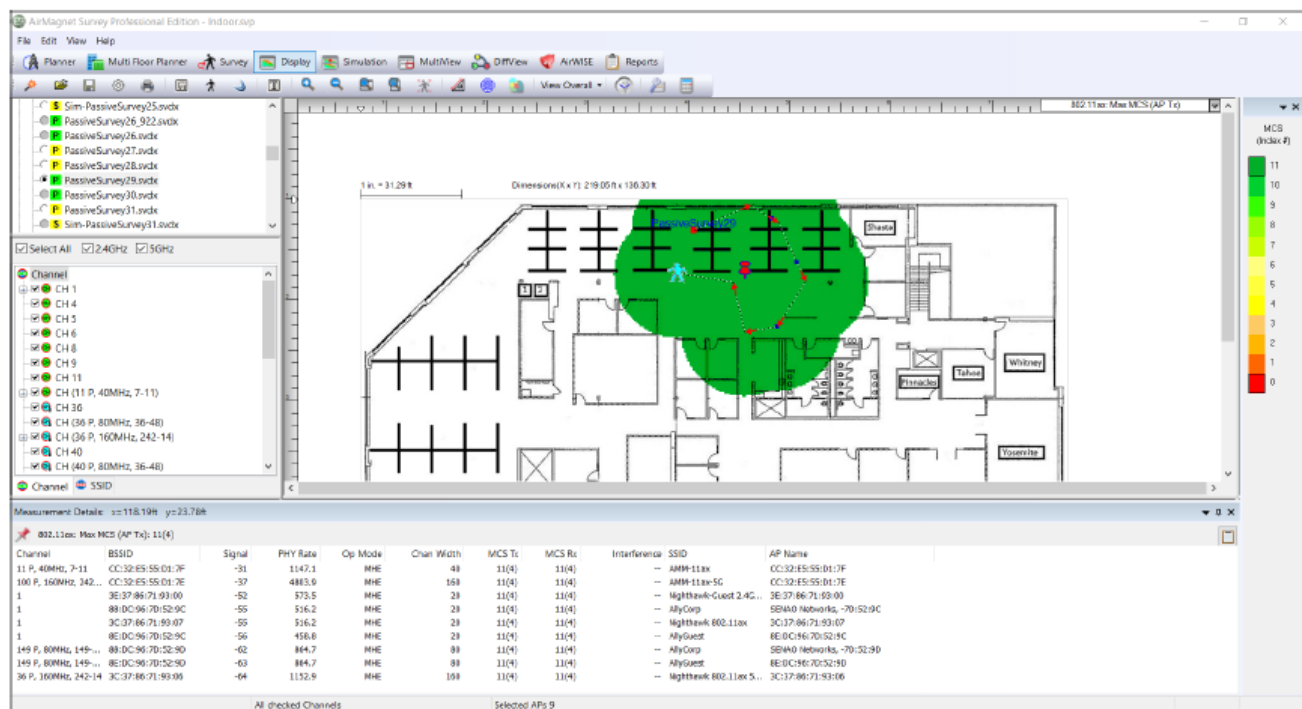 AirMagnet Survey Professional Edition - Indoor.svp
File Edit View Help
Planner Multi Floor Planner Survey Display Simulation MultiView DiffView AirWISE Reports
View Overall
Sim-PassiveSurvey25.svdx
PassiveSurvey26_922.svdx
PassiveSurvey26.svdx
PassiveSurvey27.svdx
PassiveSurvey28.svdx
PassiveSurvey29.svdx
PassiveSurvey30.svdx
PassiveSurvey31.svdx
Sim-PassiveSurvey31.svdx
Select All 2.4GHz 5GHz
Channel
CH 1
CH 4
CH 5
CH 6
CH 8
CH 9
CH 11
CH (11 P, 40MHz, 7-11)
CH 36
CH (36 P, 80MHz, 36-48)
CH (36 P, 160MHz, 242-14)
CH 40
CH (40 P, 80MHz, 36-48)
Channel SSID
802.11ax: Max MCS (AP Tx)
1 in. = 31.29 ft
Dimensions(X x Y): 219.05 ft x 136.30 ft
PassiveSurvey29
Shasta
1 2
Whitney
Tahoe
Pinnacles
Yosemite
MCS
(Index #)
11
10
9
8
7
6
5
4
3
2
1
0
Measurement Details: x=118.19ft y=23.78ft
802.11ax: Max MCS (AP Tx): 11(4)
Channel BSSID Signal PHY Rate Op Mode Chan Width MCS Tx MCS Rx Interference SSID AP Name
11 P, 40MHz, 7-11 CC:32:E5:55:D1:7F -31 1147.1 MHE 40 11(4) 11(4) -- AMM-11ax CC:32:E5:55:D1:7F
100 P, 160MHz, 242... CC:32:E5:55:D1:7E -37 4803.9 MHE 160 11(4) 11(4) -- AMM-11ax-5G CC:32:E5:55:D1:7E
1 3E:37:86:71:93:00 -52 573.5 MHE 20 11(4) 11(4) -- Nighthawk-Guest 2.4G... 3E:37:86:71:93:00
1 88:DC:96:7D:52:9C -55 516.2 MHE 20 11(4) 11(4) -- AllyCorp SENAO Networks, -7D:52:9C
1 3C:37:86:71:93:07 -55 516.2 MHE 20 11(4) 11(4) -- Nighthawk 802.11ax 3C:37:86:71:93:07
1 8E:DC:96:7D:52:9C -56 458.8 MHE 20 11(4) 11(4) -- AllyGuest 8E:DC:96:7D:52:9C
149 P, 80MHz, 149-... 88:DC:96:7D:52:9D -62 864.7 MHE 80 11(4) 11(4) -- AllyCorp SENAO Networks, -7D:52:9D
149 P, 80MHz, 149-... 8E:DC:96:7D:52:9D -63 864.7 MHE 80 11(4) 11(4) -- AllyGuest 8E:DC:96:7D:52:9D
36 P, 160MHz, 242-14 3C:37:86:71:93:06 -64 1152.9 MHE 160 11(4) 11(4) -- Nighthawk 802.11ax 5... 3C:37:86:71:93:06
All checked Channels Selected APs 9